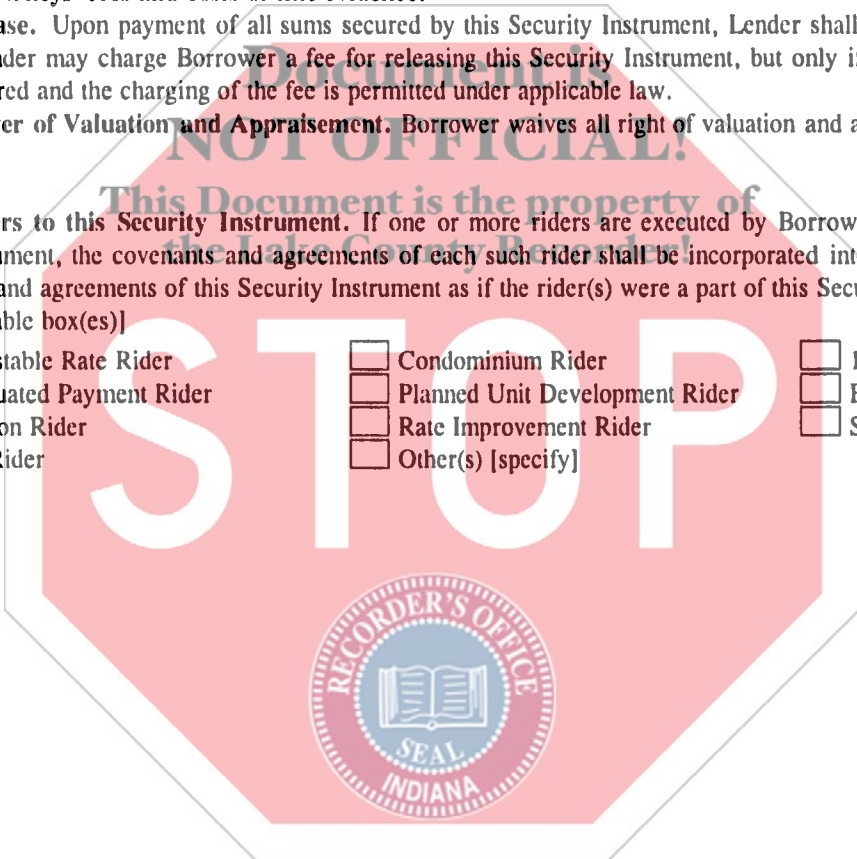 ase. Upon payment of all sums secured by this Security Instrument, Lender shall
der may charge Borrower a fee for releasing this Security Instrument, but only i
red and the charging of the fee is permitted under applicable law.
er of Valuation and Appraisement. Borrower waives all right of valuation and a
Document is
NOT OFFICIAL!
This Document is the property of
the Lake County Recorder!
rs to this Security Instrument. If one or more riders are executed by Borrow
ment, the covenants and agreements of each such rider shall be incorporated int
and agreements of this Security Instrument as if the rider(s) were a part of this Secu
ble box(es)]
table Rate Rider Condominium Rider
uated Payment Rider Planned Unit Development Rider
on Rider Rate Improvement Rider S
ider Other(s) [specify]
STOP
RECORDER'S OFFICE
SEAL
INDIANA